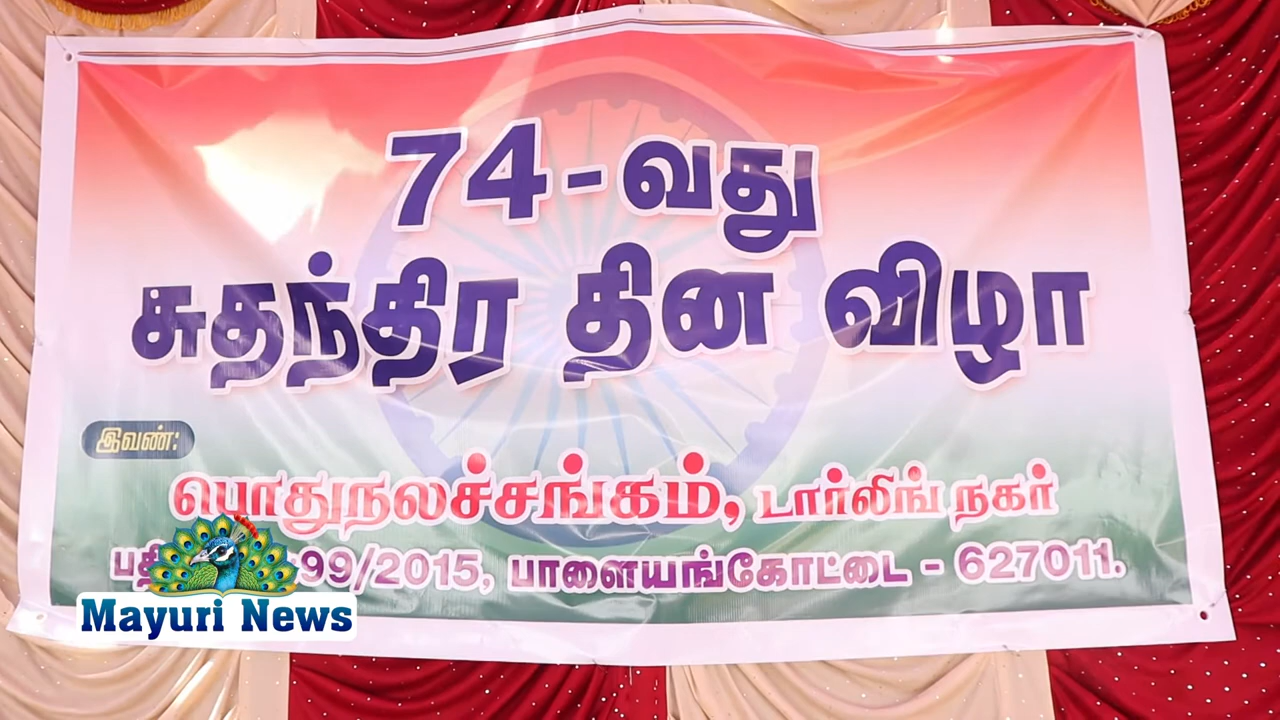 74-வது
சுதந்திர தின விழா
இவண்:
பொதுநலச்சங்கம், டார்லிங் நகர்
99/2015, பாளையங்கோட்டை - 627011.
Mayuri News